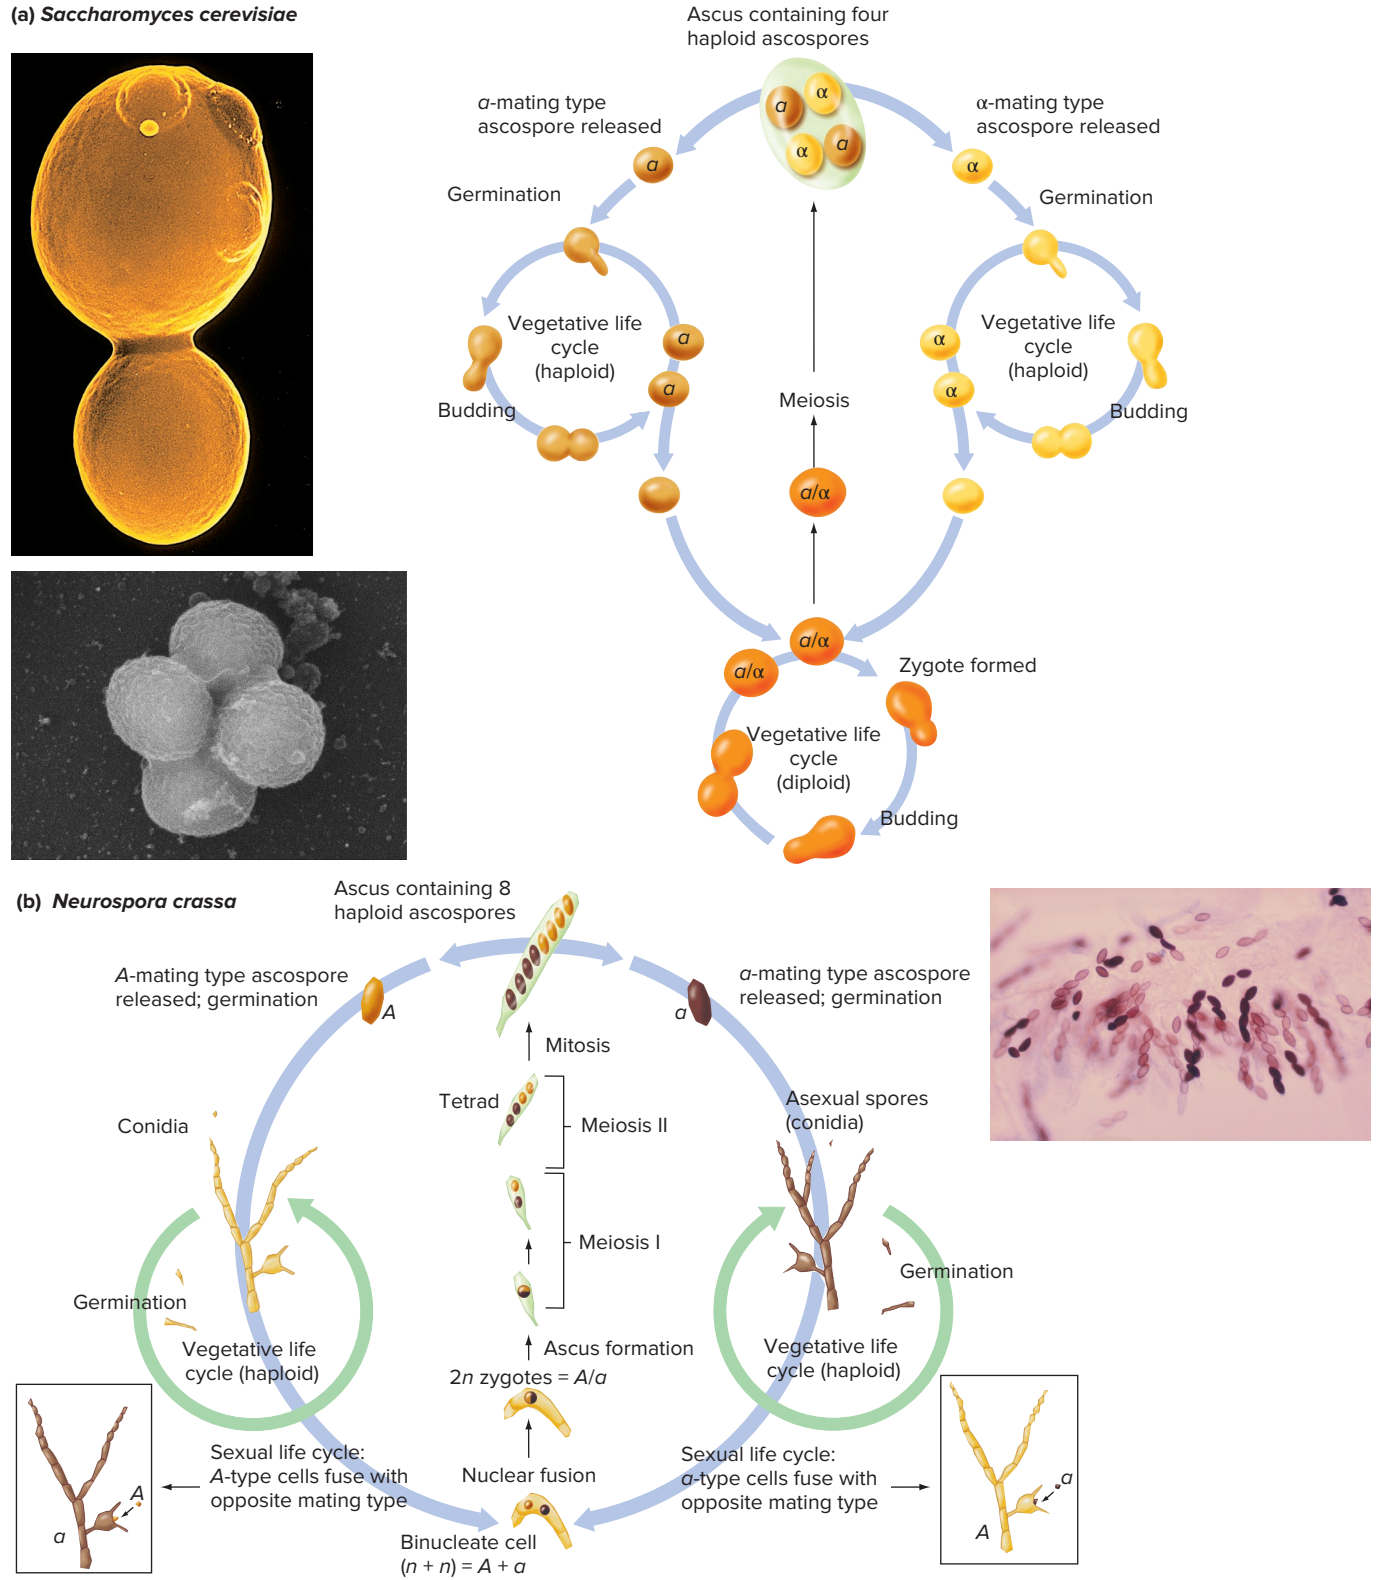 (a) Saccharomyces cerevisiae
Ascus containing four
haploid ascospores
a-mating type
ascospore released
α-mating type
ascospore released
a
α
α
a
a
α
Germination
Germination
Vegetative life
cycle
(haploid)
a
a
Budding
Vegetative life
cycle
(haploid)
α
α
Budding
Meiosis
a/α
a/α
a/α
Zygote formed
Vegetative life
cycle
(diploid)
Budding
(b) Neurospora crassa
Ascus containing 8
haploid ascospores
A-mating type ascospore
released; germination
A
a-mating type ascospore
released; germination
a
Mitosis
Tetrad
Meiosis II
Meiosis I
Conidia
Asexual spores
(conidia)
Germination
Germination
Vegetative life
cycle (haploid)
Vegetative life
cycle (haploid)
Ascus formation
2n zygotes = A/a
Nuclear fusion
Sexual life cycle:
A-type cells fuse with
opposite mating type
A
a
Sexual life cycle:
a-type cells fuse with
opposite mating type
a
A
Binucleate cell
(n + n) = A + a